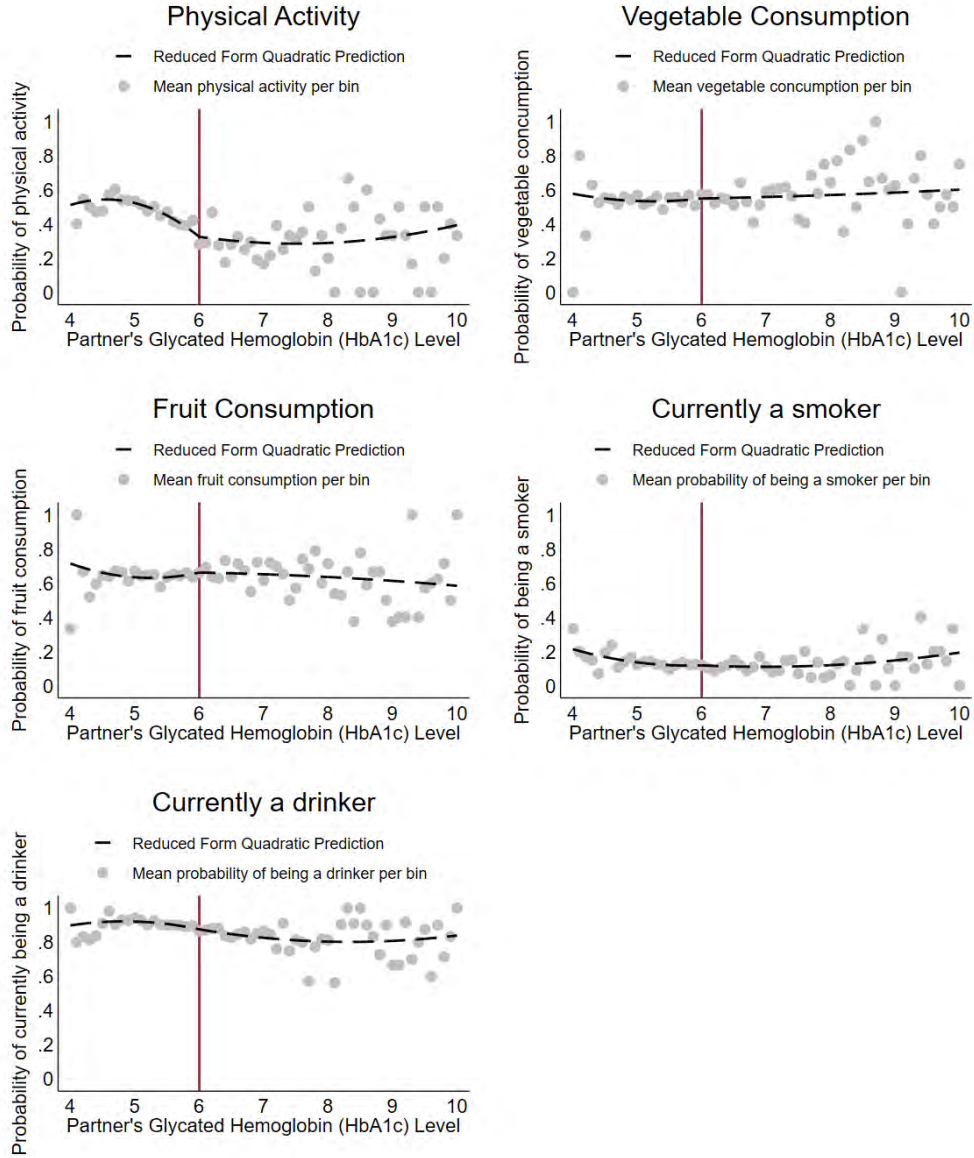 Physical Activity
Reduced Form Quadratic Prediction
Mean physical activity per bin
Probability of physical activity
1
.8
.6
.4
.2
0
4 5 6 7 8 9 10
Partner's Glycated Hemoglobin (HbA1c) Level
Vegetable Consumption
Reduced Form Quadratic Prediction
Mean vegetable concumption per bin
Probability of vegetable concumption
1
.8
.6
.4
.2
0
4 5 6 7 8 9 10
Partner's Glycated Hemoglobin (HbA1c) Level
Fruit Consumption
Reduced Form Quadratic Prediction
Mean fruit consumption per bin
Probability of fruit consumption
1
.8
.6
.4
.2
0
4 5 6 7 8 9 10
Partner's Glycated Hemoglobin (HbA1c) Level
Currently a smoker
Reduced Form Quadratic Prediction
Mean probability of being a smoker per bin
Probability of being a smoker
1
.8
.6
.4
.2
0
4 5 6 7 8 9 10
Partner's Glycated Hemoglobin (HbA1c) Level
Currently a drinker
Reduced Form Quadratic Prediction
Mean probability of being a drinker per bin
Probability of currently being a drinker
1
.8
.6
.4
.2
0
4 5 6 7 8 9 10
Partner's Glycated Hemoglobin (HbA1c) Level